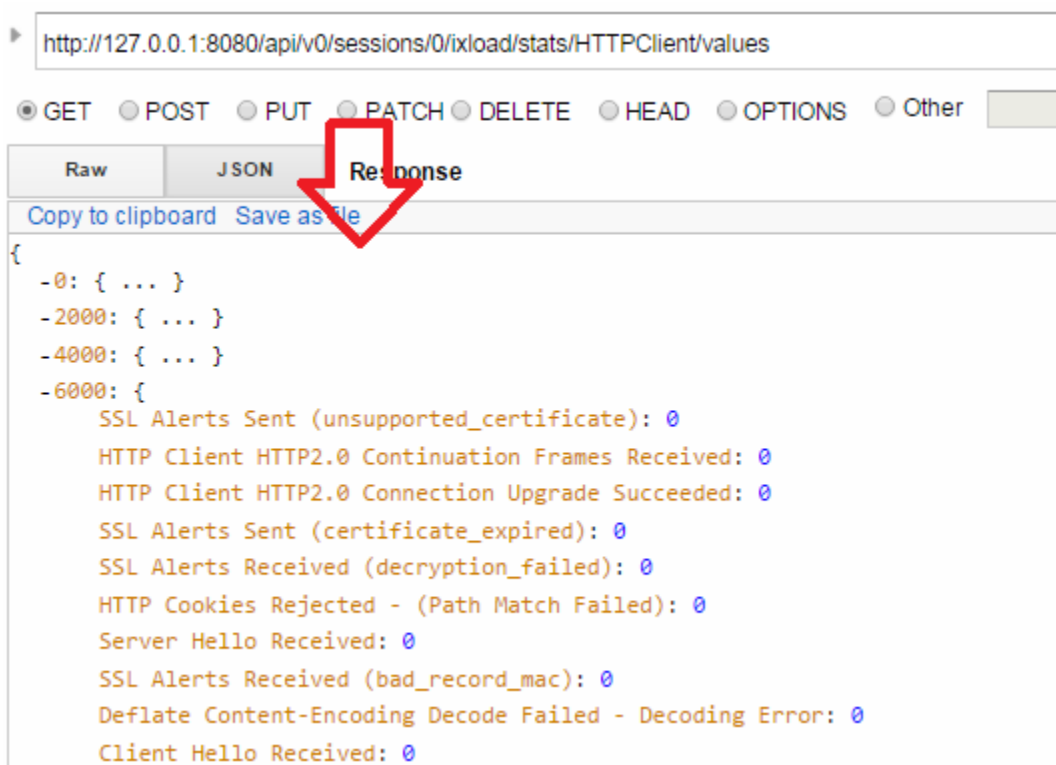 http://127.0.0.1:8080/api/v0/sessions/0/ixload/stats/HTTPClient/values
GET POST PUT PATCH DELETE HEAD OPTIONS Other
Raw JSON Response
Copy to clipboard Save as file
{
-0: { ... }
-2000: { ... }
-4000: { ... }
-6000: {
SSL Alerts Sent (unsupported_certificate): 0
HTTP Client HTTP2.0 Continuation Frames Received: 0
HTTP Client HTTP2.0 Connection Upgrade Succeeded: 0
SSL Alerts Sent (certificate_expired): 0
SSL Alerts Received (decryption_failed): 0
HTTP Cookies Rejected - (Path Match Failed): 0
Server Hello Received: 0
SSL Alerts Received (bad_record_mac): 0
Deflate Content-Encoding Decode Failed - Decoding Error: 0
Client Hello Received: 0